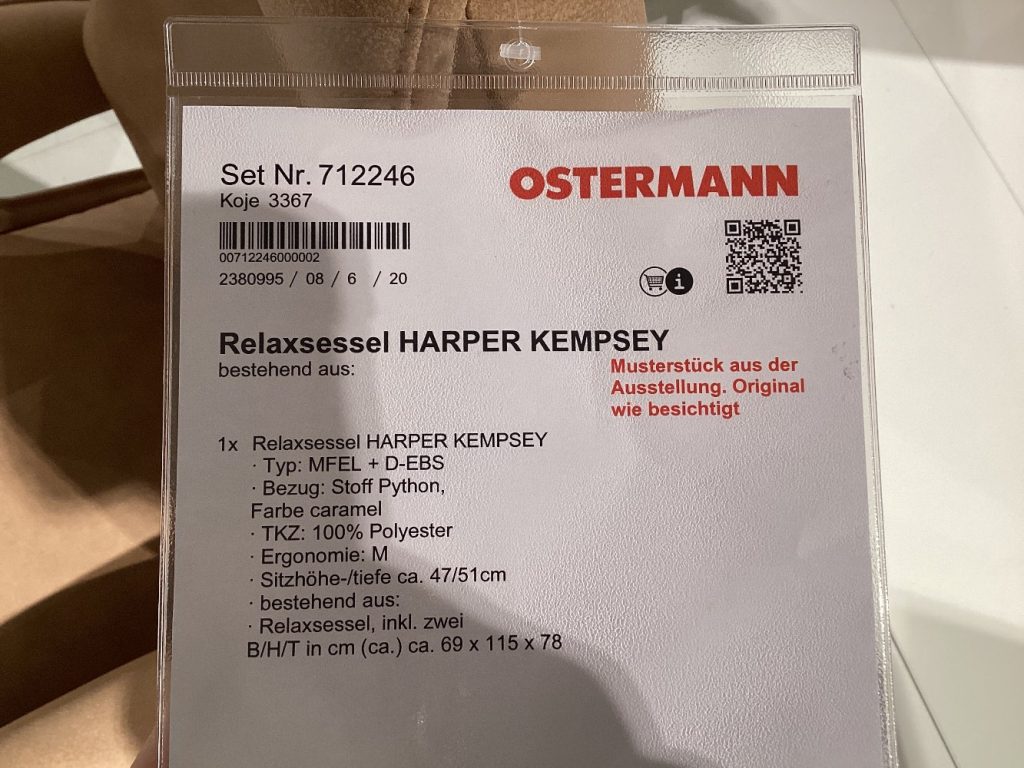 Set Nr. 712246
OSTERMANN
Koje 3367
00712246000002
2380995 / 08 / 6 / 20
Relaxsessel HARPER KEMPSEY
bestehend aus:
Musterstück aus der
Ausstellung. Original
wie besichtigt
1x Relaxsessel HARPER KEMPSEY
· Typ: MFEL + D-EBS
· Bezug: Stoff Python,
Farbe caramel
· TKZ: 100% Polyester
· Ergonomie: M
· Sitzhöhe-/tiefe ca. 47/51cm
· bestehend aus:
· Relaxsessel, inkl. zwei
B/H/T in cm (ca.) ca. 69 x 115 x 78